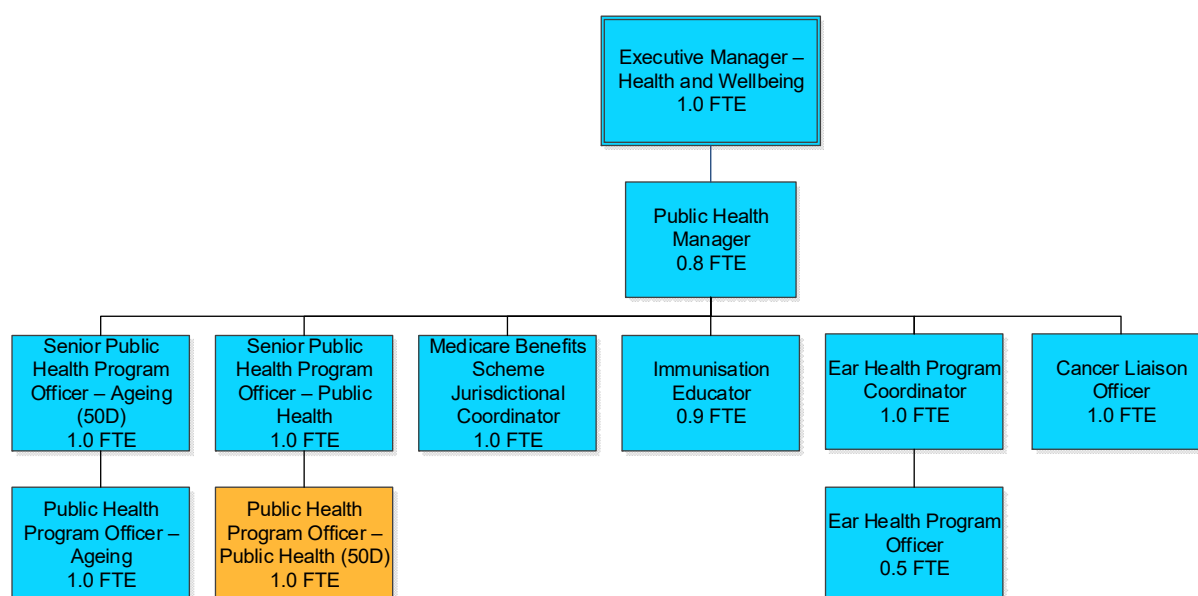 Executive Manager –
Health and Wellbeing
1.0 FTE
Public Health
Manager
0.8 FTE
Senior Public
Health Program
Officer – Ageing
(50D)
1.0 FTE
Senior Public
Health Program
Officer – Public
Health
1.0 FTE
Medicare Benefits
Scheme
Jurisdictional
Coordinator
1.0 FTE
Immunisation
Educator
0.9 FTE
Ear Health Program
Coordinator
1.0 FTE
Cancer Liaison
Officer
1.0 FTE
Public Health
Program Officer –
Ageing
1.0 FTE
Public Health
Program Officer –
Public Health (50D)
1.0 FTE
Ear Health Program
Officer
0.5 FTE